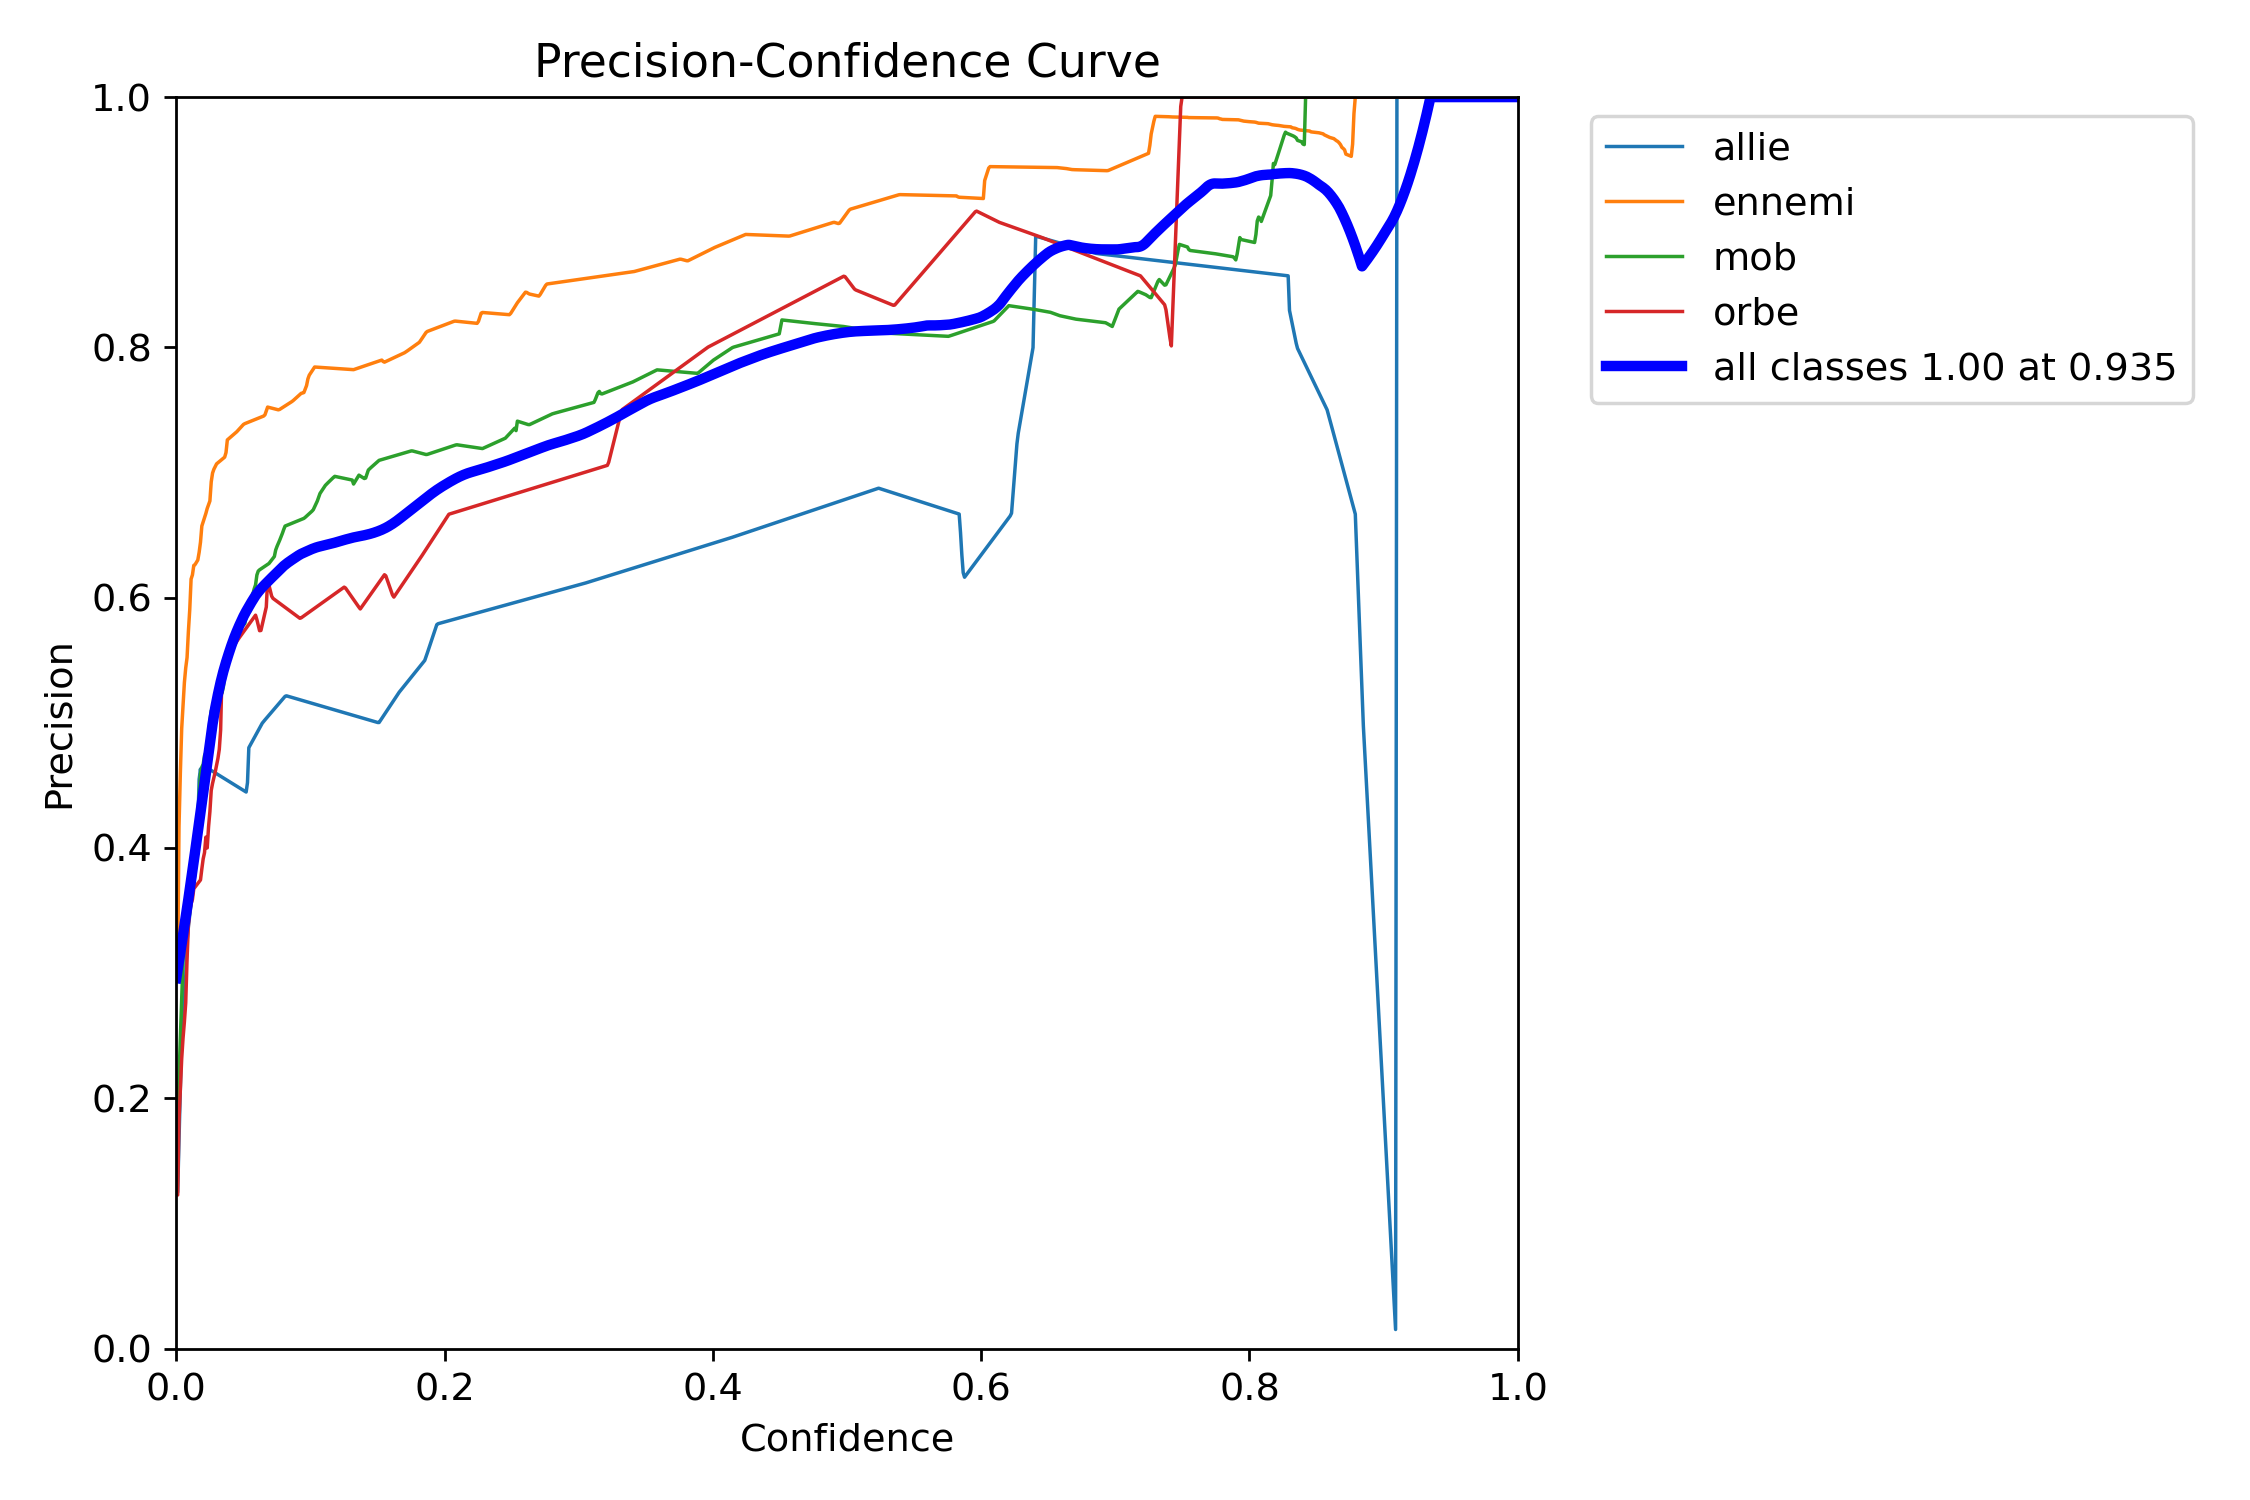 Precision-Confidence Curve
1.0
0.8
0.6
0.4
0.2
0.0
Precision
0.0 0.2 0.4 0.6 0.8 1.0
Confidence
allie
ennemi
mob
orbe
all classes 1.00 at 0.935